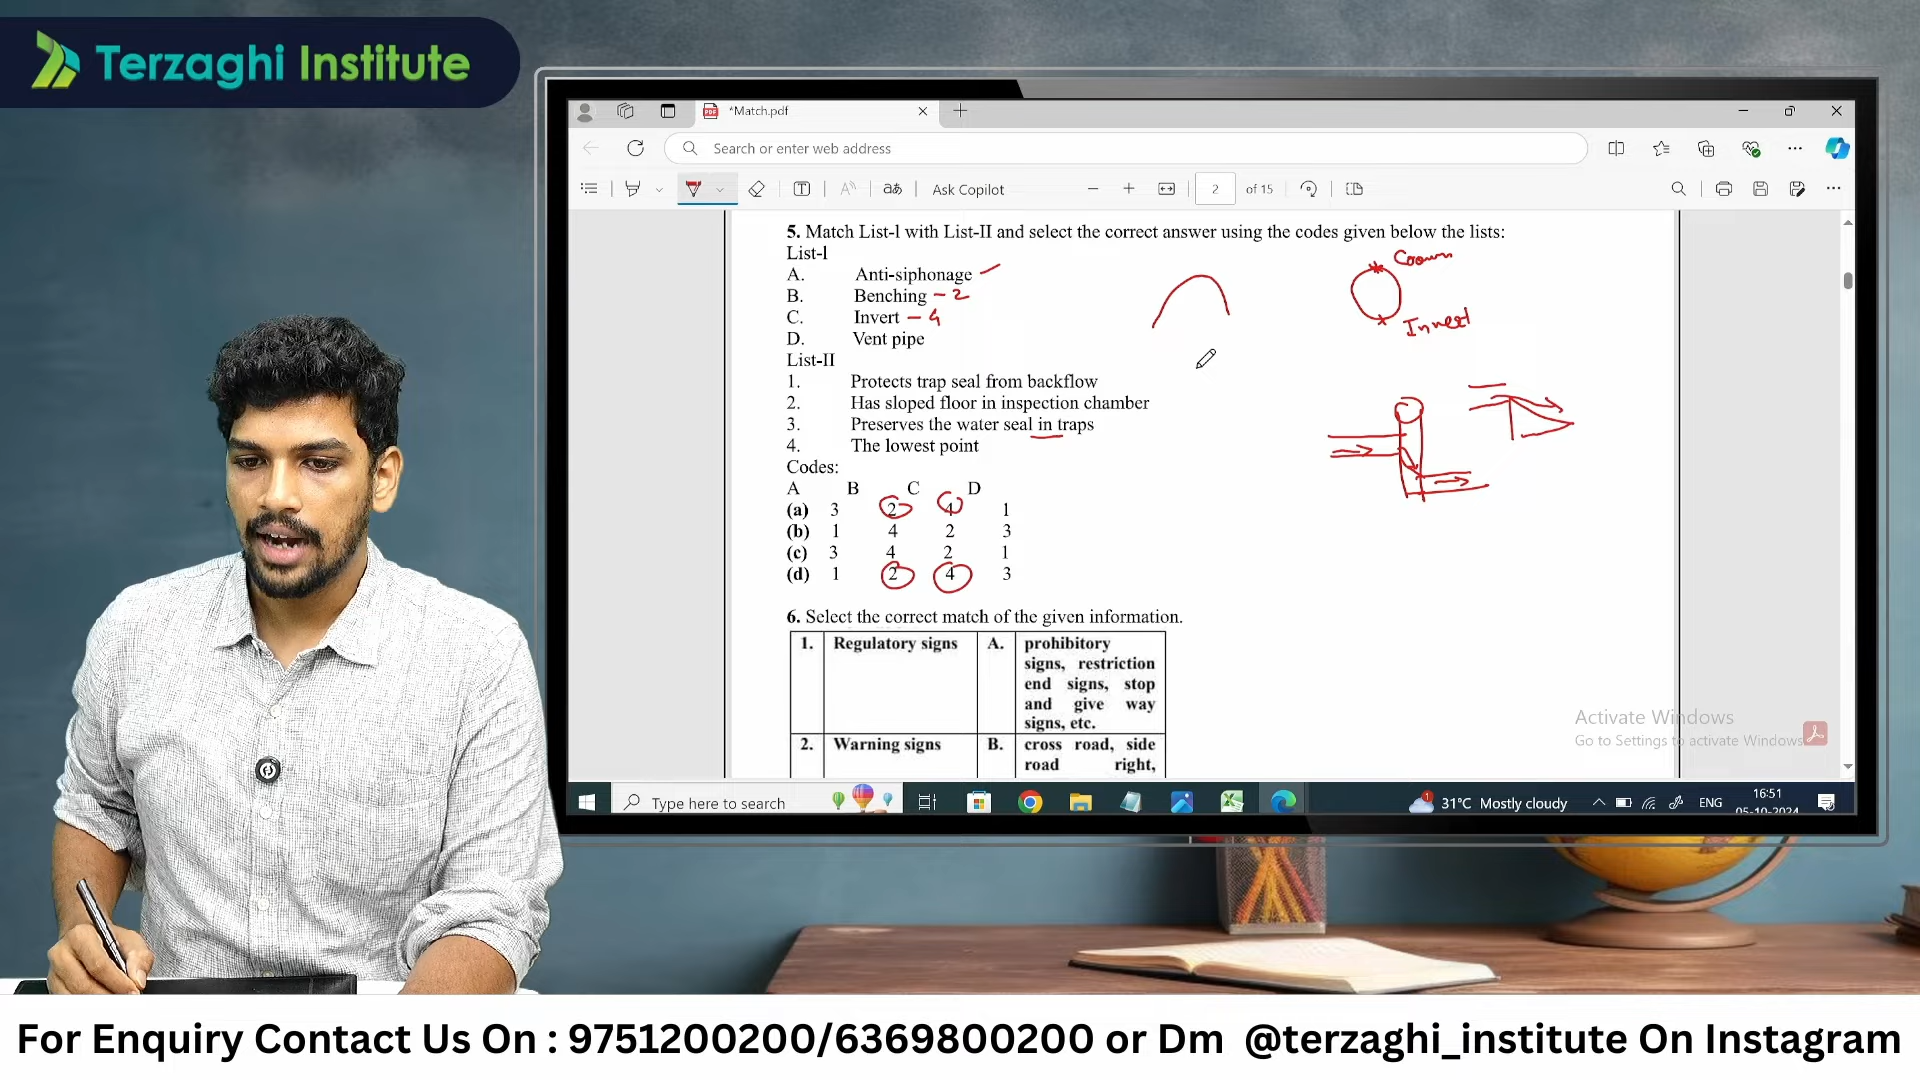 Terzaghi Institute
*Match.pdf
Search or enter web address
Ask Copilot
2 of 15
5. Match List-l with List-II and select the correct answer using the codes given below the lists:
List-I
A. Anti-siphonage
B. Benching - 2
C. Invert - 4
D. Vent pipe
Crown
Invert
List-II
1. Protects trap seal from backflow
2. Has sloped floor in inspection chamber
3. Preserves the water seal in traps
4. The lowest point
Codes:
A B C D
(a) 3 2 4 1
(b) 1 4 2 3
(c) 3 4 2 1
(d) 1 2 4 3
6. Select the correct match of the given information.
1. Regulatory signs A. prohibitory
signs, restriction
end signs, stop
and give way
signs, etc.
2. Warning signs B. cross road, side
road right,
Activate Windows
Go to Settings to activate Windows.
Type here to search
31°C Mostly cloudy
ENG
16:51
05-10-2024
For Enquiry Contact Us On : 9751200200/6369800200 or Dm @terzaghi_institute On Instagram